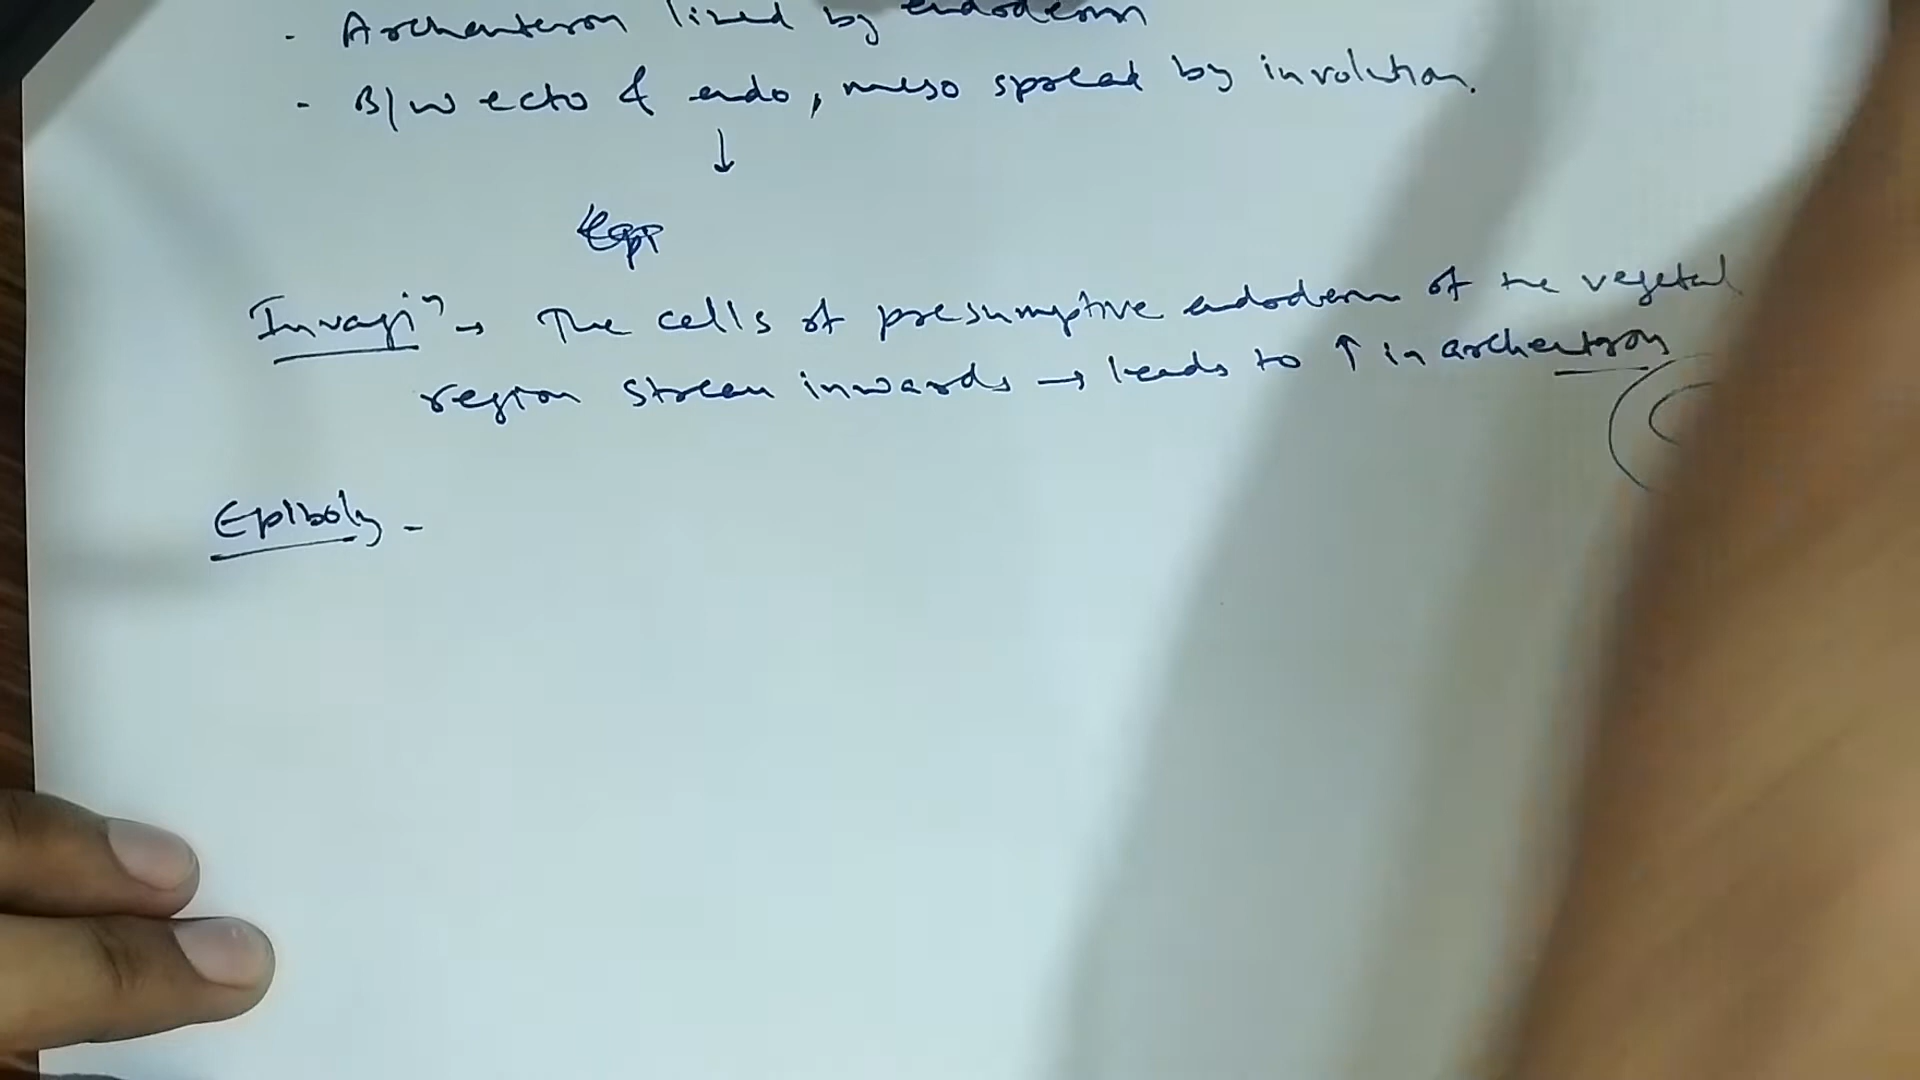 - Archenteron lined by endoderm
- B/w ecto & endo, meso spread by involution.
↓
Invagiⁿ → The cells of presumptive endoderm of the vegetal
region stream inwards → leads to ↑ in archentron
Epiboly -